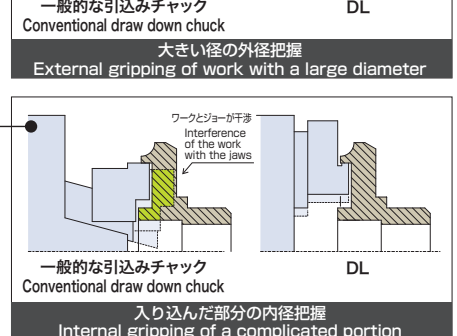 一般的な引込みチャック
DL
Conventional draw down chuck
大きい径の外径把握
External gripping of work with a large diameter
ワークとジョーが干渉
Interference
of the work
with the jaws
一般的な引込みチャック
DL
Conventional draw down chuck
入り込んだ部分の内径把握
Internal gripping of a complicated portion